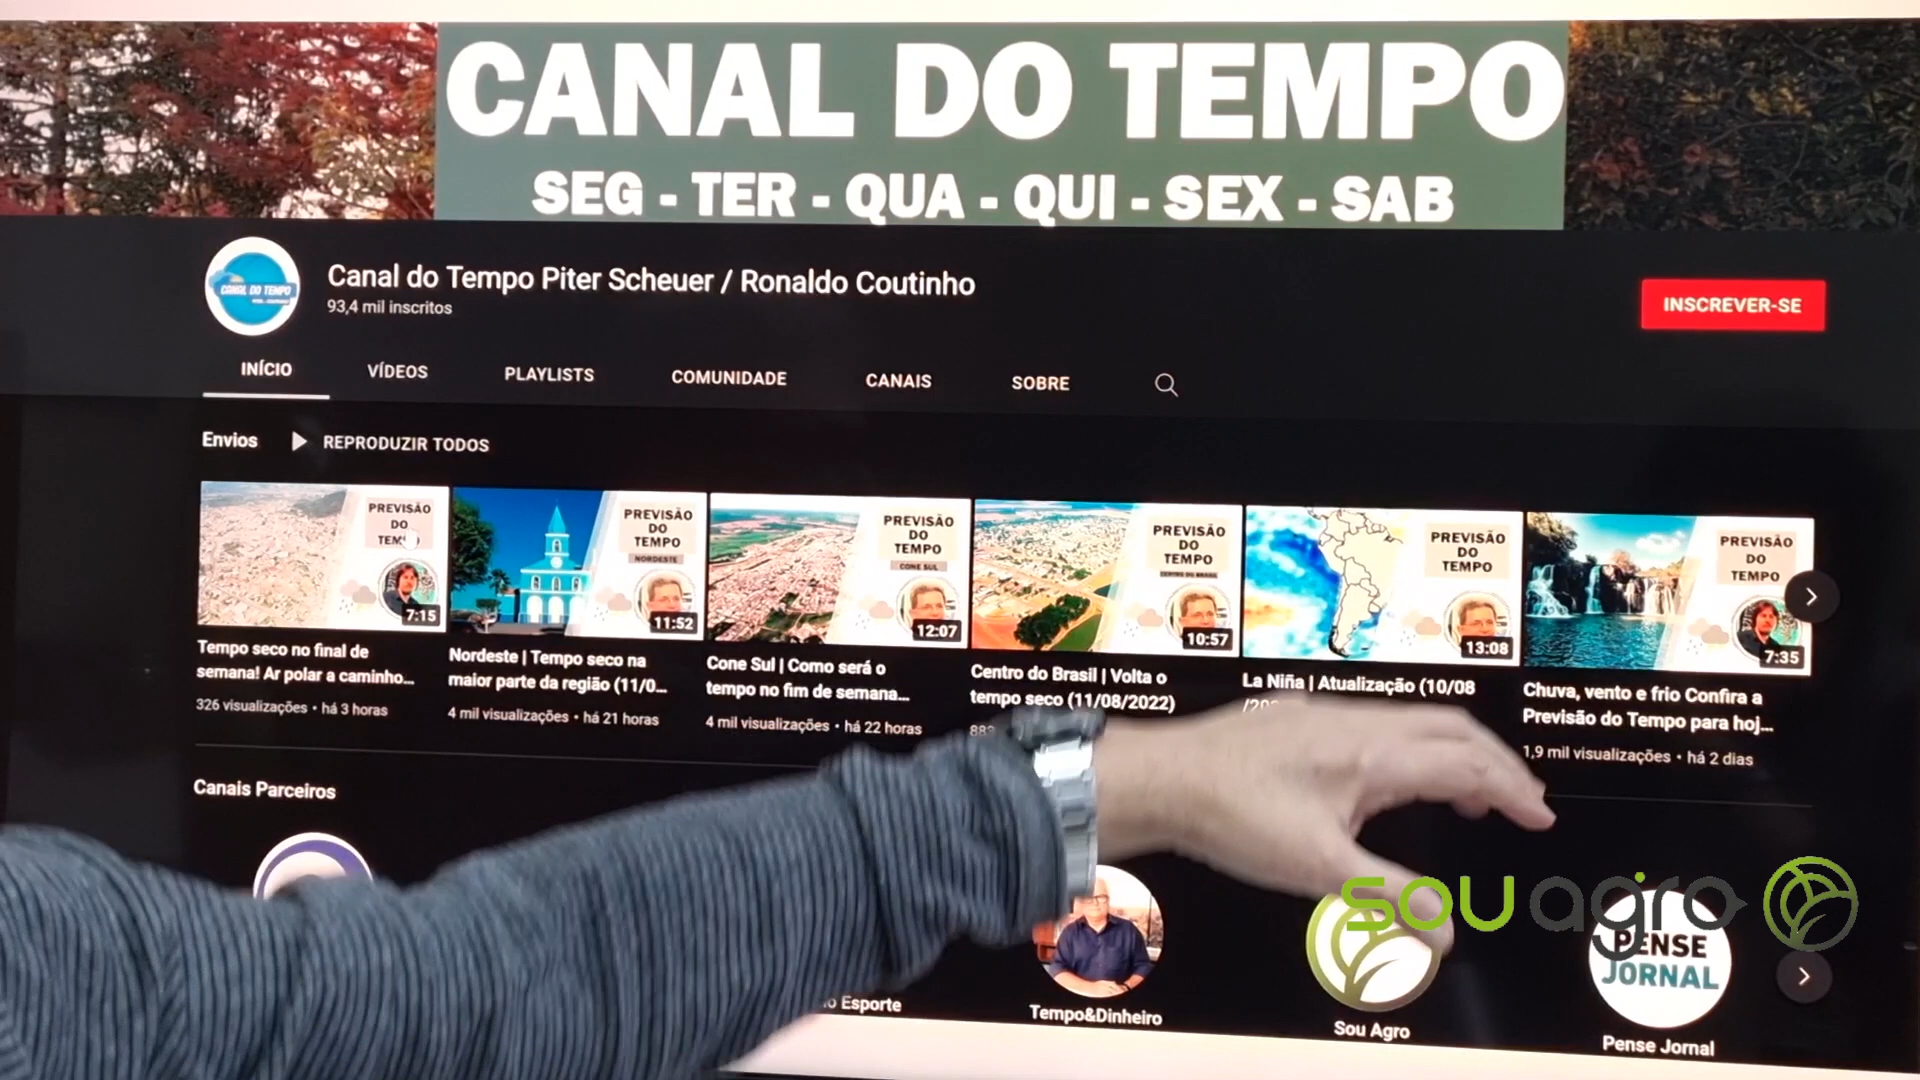 CANAL DO TEMPO
SEG - TER - QUA - QUI - SEX - SAB
CANAL DO TEMPO
Canal do Tempo Piter Scheuer / Ronaldo Coutinho
93,4 mil inscritos
INSCREVER-SE
INÍCIO
VÍDEOS
PLAYLISTS
COMUNIDADE
CANAIS
SOBRE
Envios
REPRODUZIR TODOS
PREVISÃO
DO
7:15
Tempo seco no final de
semana! Ar polar a caminho...
326 visualizações • há 3 horas
PREVISÃO
DO
TEMPO
NORDESTE
11:52
Nordeste | Tempo seco na
maior parte da região (11/0...
4 mil visualizações • há 21 horas
PREVISÃO
DO
TEMPO
CONE SUL
12:07
Cone Sul | Como será o
tempo no fim de semana...
4 mil visualizações • há 22 horas
PREVISÃO
DO
TEMPO
CENTRO DO BRASIL
10:57
Centro do Brasil | Volta o
tempo seco (11/08/2022)
PREVISÃO
DO
TEMPO
13:08
La Niña | Atualização (10/08
PREVISÃO
DO
TEMPO
7:35
Chuva, vento e frio Confira a
Previsão do Tempo para hoj...
1,9 mil visualizações • há 2 dias
Canais Parceiros
Esporte
Tempo&Dinheiro
Sou Agro
PENSE
JORNAL
Pense Jornal
souagro